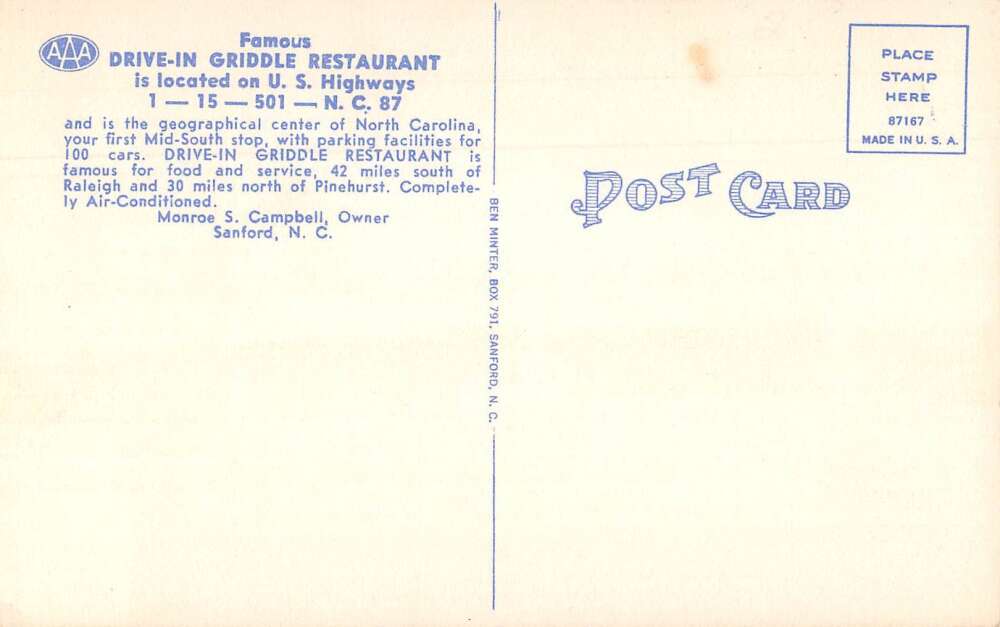 AAA
Famous
DRIVE-IN GRIDDLE RESTAURANT
is located on U. S. Highways
1 — 15 — 501 — N. C. 87
and is the geographical center of North Carolina,
your first Mid-South stop, with parking facilities for
100 cars. DRIVE-IN GRIDDLE RESTAURANT is
famous for food and service, 42 miles south of
Raleigh and 30 miles north of Pinehurst. Complete-
ly Air-Conditioned.
Monroe S. Campbell, Owner
Sanford, N. C.
BEN MINTER, BOX 791, SANFORD, N. C.
POST CARD
PLACE
STAMP
HERE
87167
MADE IN U. S. A.